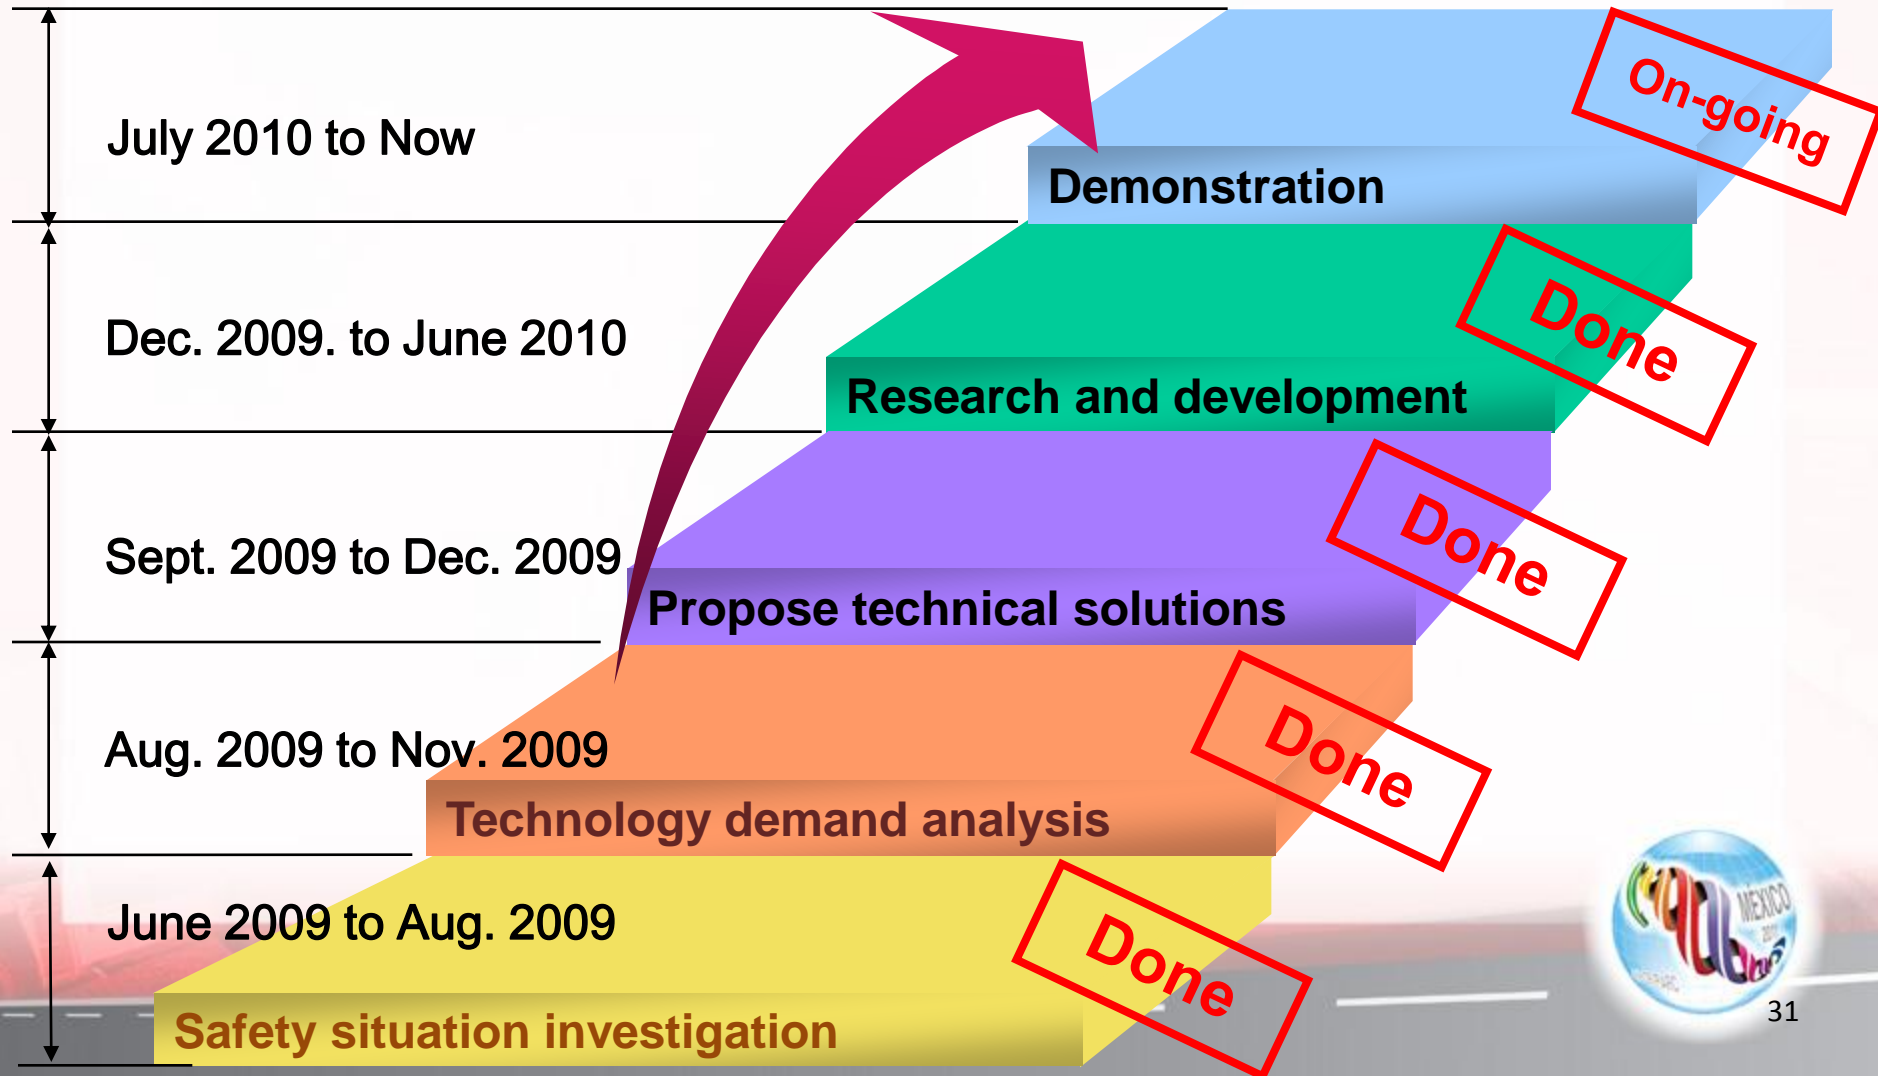 July 2010 to Now
On-going
Demonstration
Dec. 2009. to June 2010
Done
Research and development
Sept. 2009 to Dec. 2009
Done
Propose technical solutions
Aug. 2009 to Nov. 2009
Done
Technology demand analysis
June 2009 to Aug. 2009
Done
Safety situation investigation
MÉXICO
31